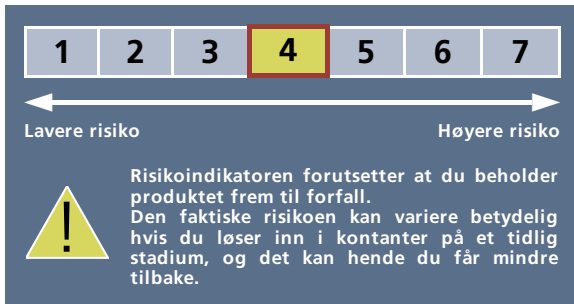 1 2 3 4 5 6 7
Lavere risiko Høyere risiko
Risikoindikatoren forutsetter at du beholder
produktet frem til forfall.
Den faktiske risikoen kan variere betydelig
hvis du løser inn i kontanter på et tidlig
stadium, og det kan hende du får mindre
tilbake.
!